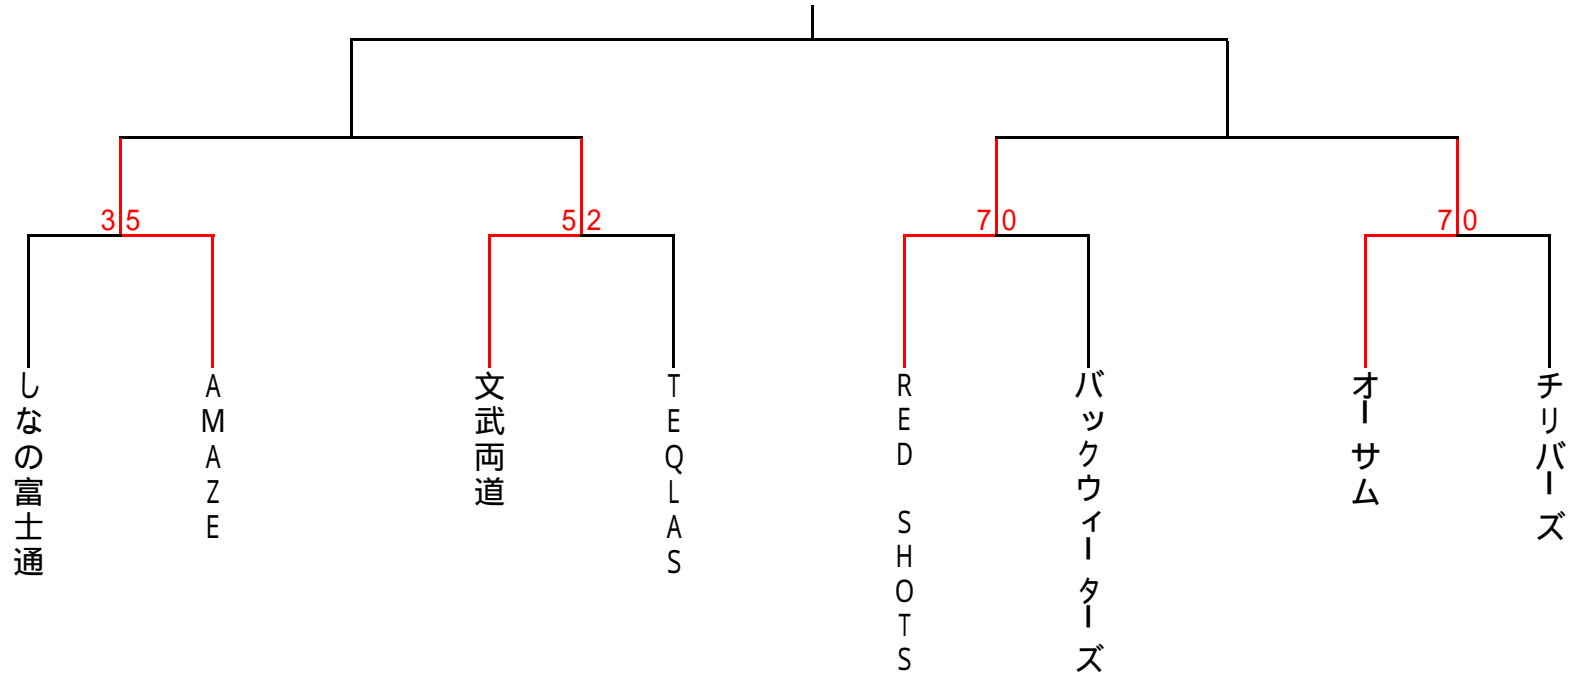 3 5
5 2
7 0
7 0
しなの富士通
AMAZE
文武両道
TEQLAS
RED SHOTS
バックウィーターズ
オーサム
チリバーズ